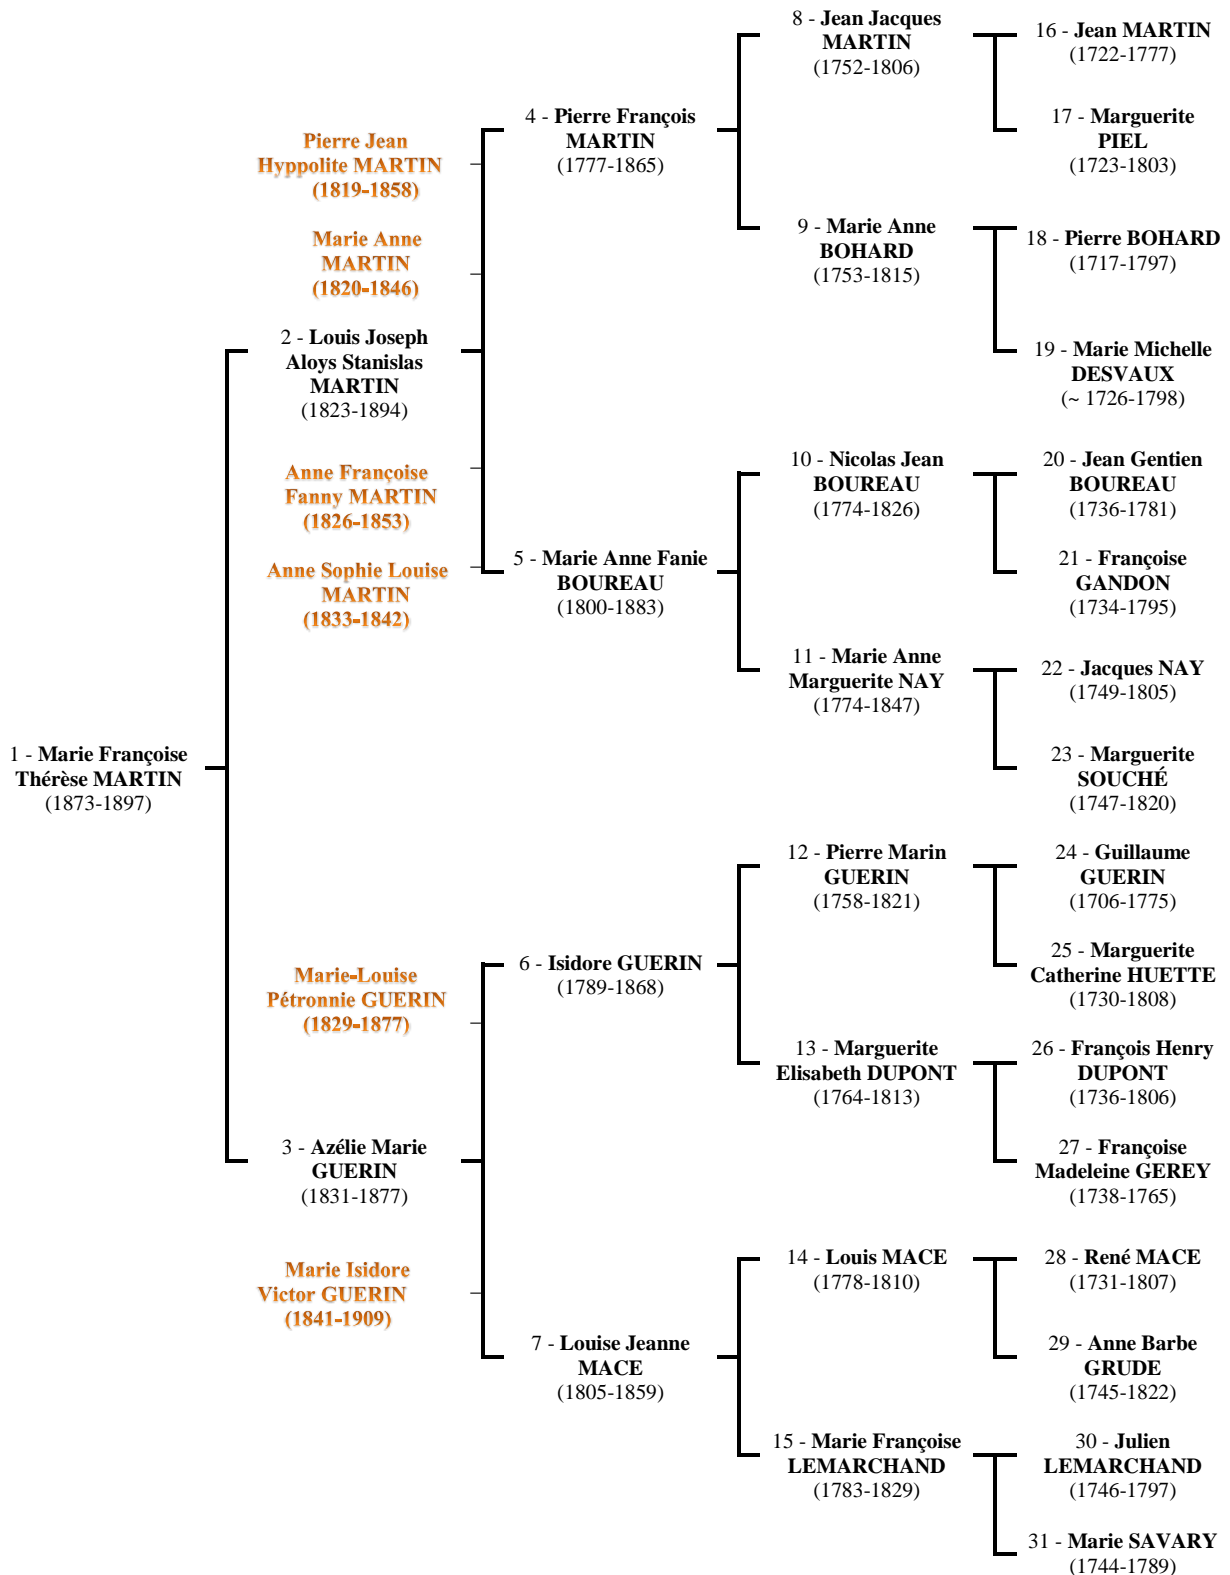 1 - Marie Françoise
Thérèse MARTIN
(1873-1897)
Pierre Jean
Hyppolite MARTIN
(1819-1858)
Marie Anne
MARTIN
(1820-1846)
2 - Louis Joseph
Aloys Stanislas
MARTIN
(1823-1894)
Anne Françoise
Fanny MARTIN
(1826-1853)
Anne Sophie Louise
MARTIN
(1833-1842)
Marie-Louise
Pétronnie GUERIN
(1829-1877)
3 - Azélie Marie
GUERIN
(1831-1877)
Marie Isidore
Victor GUERIN
(1841-1909)
4 - Pierre François
MARTIN
(1777-1865)
5 - Marie Anne Fanie
BOUREAU
(1800-1883)
6 - Isidore GUERIN
(1789-1868)
7 - Louise Jeanne
MACE
(1805-1859)
8 - Jean Jacques
MARTIN
(1752-1806)
9 - Marie Anne
BOHARD
(1753-1815)
10 - Nicolas Jean
BOUREAU
(1774-1826)
11 - Marie Anne
Marguerite NAY
(1774-1847)
12 - Pierre Marin
GUERIN
(1758-1821)
13 - Marguerite
Elisabeth DUPONT
(1764-1813)
14 - Louis MACE
(1778-1810)
15 - Marie Françoise
LEMARCHAND
(1783-1829)
16 - Jean MARTIN
(1722-1777)
17 - Marguerite
PIEL
(1723-1803)
18 - Pierre BOHARD
(1717-1797)
19 - Marie Michelle
DESVAUX
(~ 1726-1798)
20 - Jean Gentien
BOUREAU
(1736-1781)
21 - Françoise
GANDON
(1734-1795)
22 - Jacques NAY
(1749-1805)
23 - Marguerite
SOUCHÉ
(1747-1820)
24 - Guillaume
GUERIN
(1706-1775)
25 - Marguerite
Catherine HUETTE
(1730-1808)
26 - François Henry
DUPONT
(1736-1806)
27 - Françoise
Madeleine GEREY
(1738-1765)
28 - René MACE
(1731-1807)
29 - Anne Barbe
GRUDE
(1745-1822)
30 - Julien
LEMARCHAND
(1746-1797)
31 - Marie SAVARY
(1744-1789)